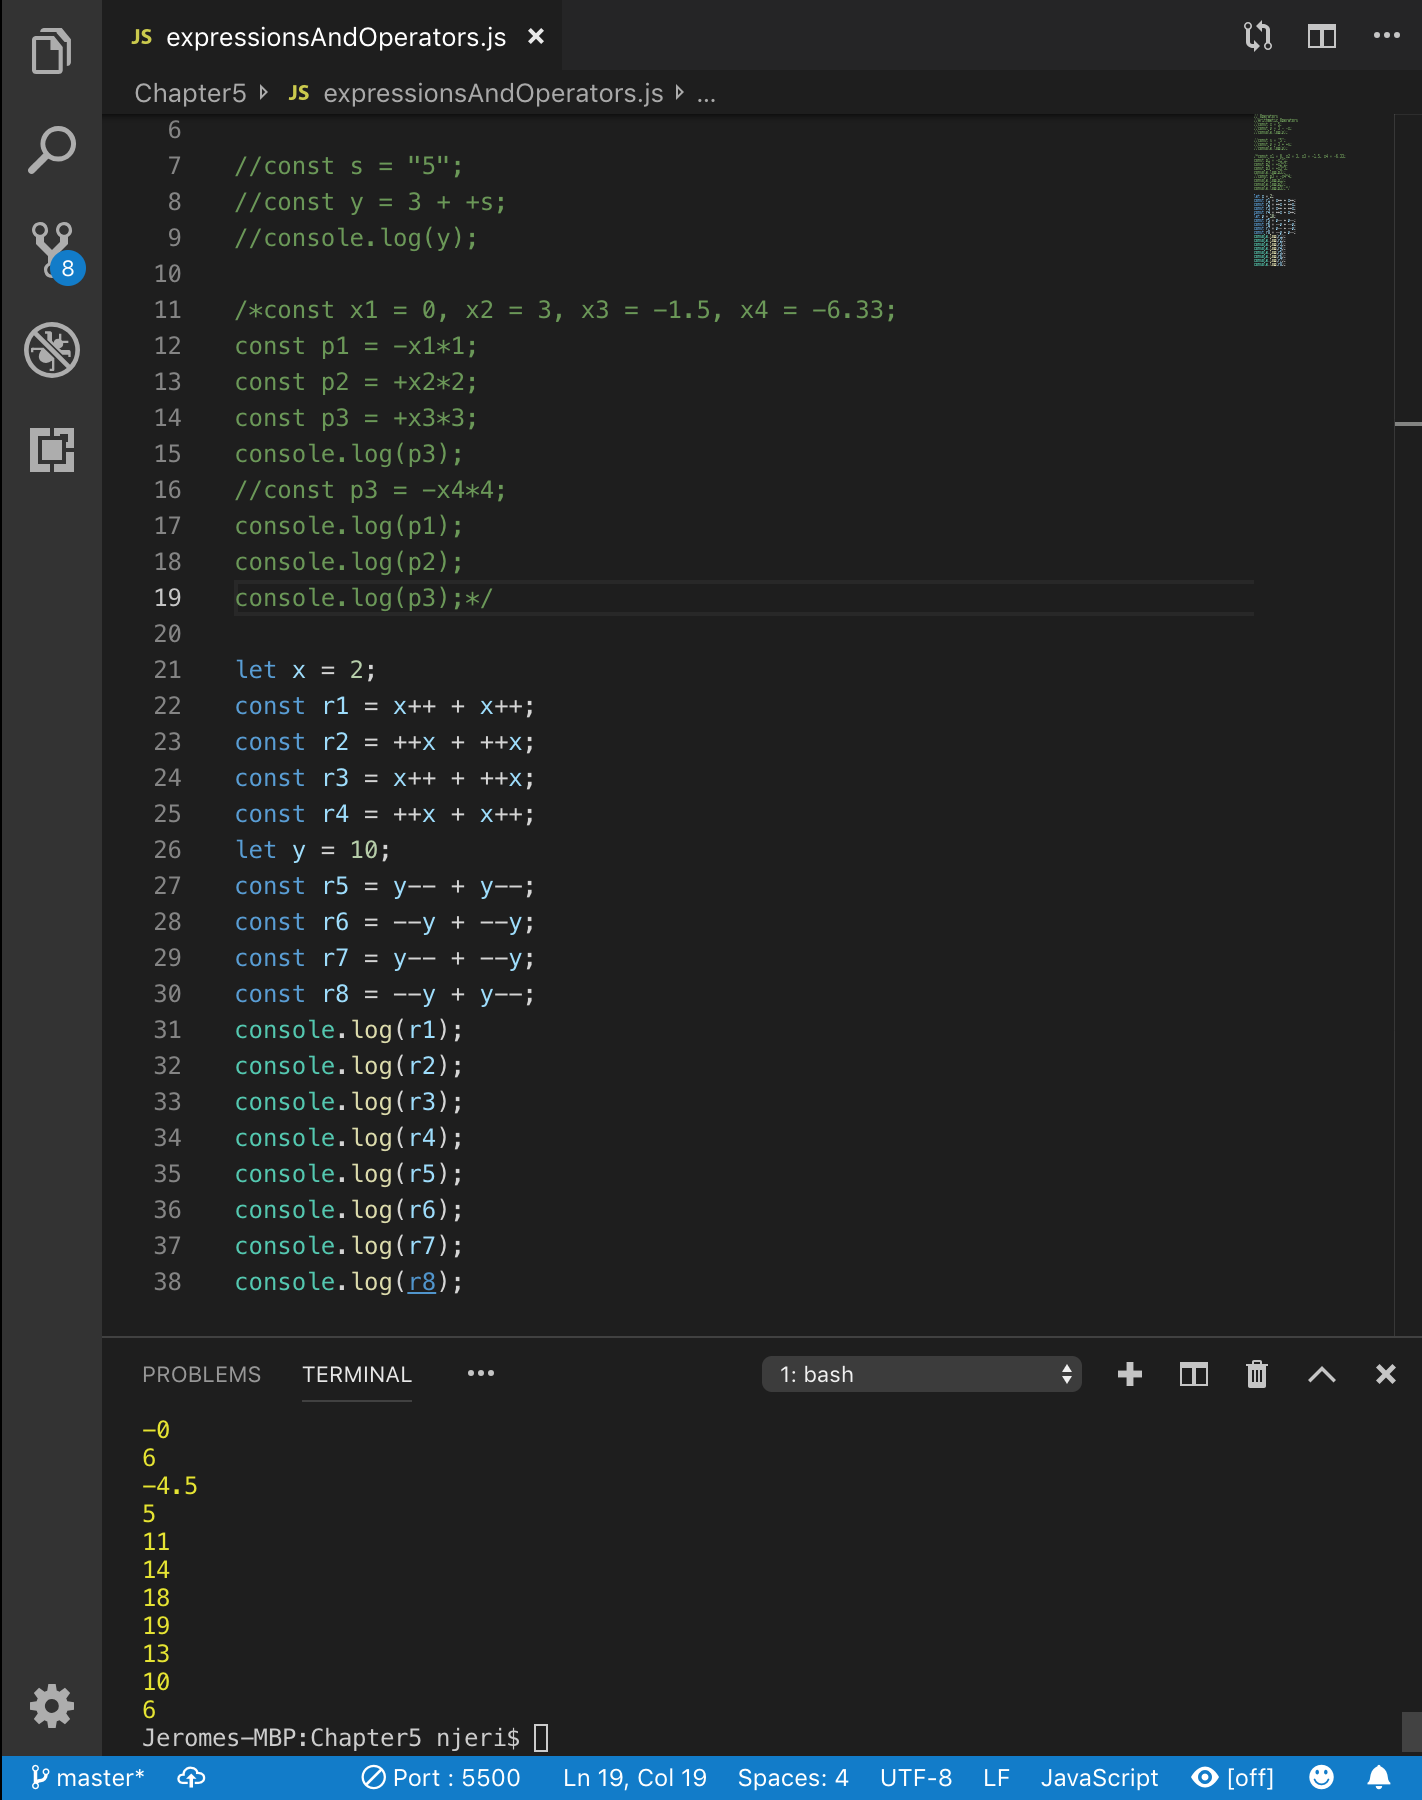 JS expressionsAndOperators.js ×
Chapter5 JS expressionsAndOperators.js ...
8
6
7 //const s = "5";
8 //const y = 3 + +s;
9 //console.log(y);
10
11 /*const x1 = 0, x2 = 3, x3 = -1.5, x4 = -6.33;
12 const p1 = -x1*1;
13 const p2 = +x2*2;
14 const p3 = +x3*3;
15 console.log(p3);
16 //const p3 = -x4*4;
17 console.log(p1);
18 console.log(p2);
19 console.log(p3);*/
20
21 let x = 2;
22 const r1 = x++ + x++;
23 const r2 = ++x + ++x;
24 const r3 = x++ + ++x;
25 const r4 = ++x + x++;
26 let y = 10;
27 const r5 = y-- + y--;
28 const r6 = --y + --y;
29 const r7 = y-- + --y;
30 const r8 = --y + y--;
31 console.log(r1);
32 console.log(r2);
33 console.log(r3);
34 console.log(r4);
35 console.log(r5);
36 console.log(r6);
37 console.log(r7);
38 console.log(r8);
PROBLEMS TERMINAL ... 1: bash
-0
6
-4.5
5
11
14
18
19
13
10
6
Jeromes-MBP:Chapter5 njeri$
master* Port : 5500 Ln 19, Col 19 Spaces: 4 UTF-8 LF JavaScript [off]